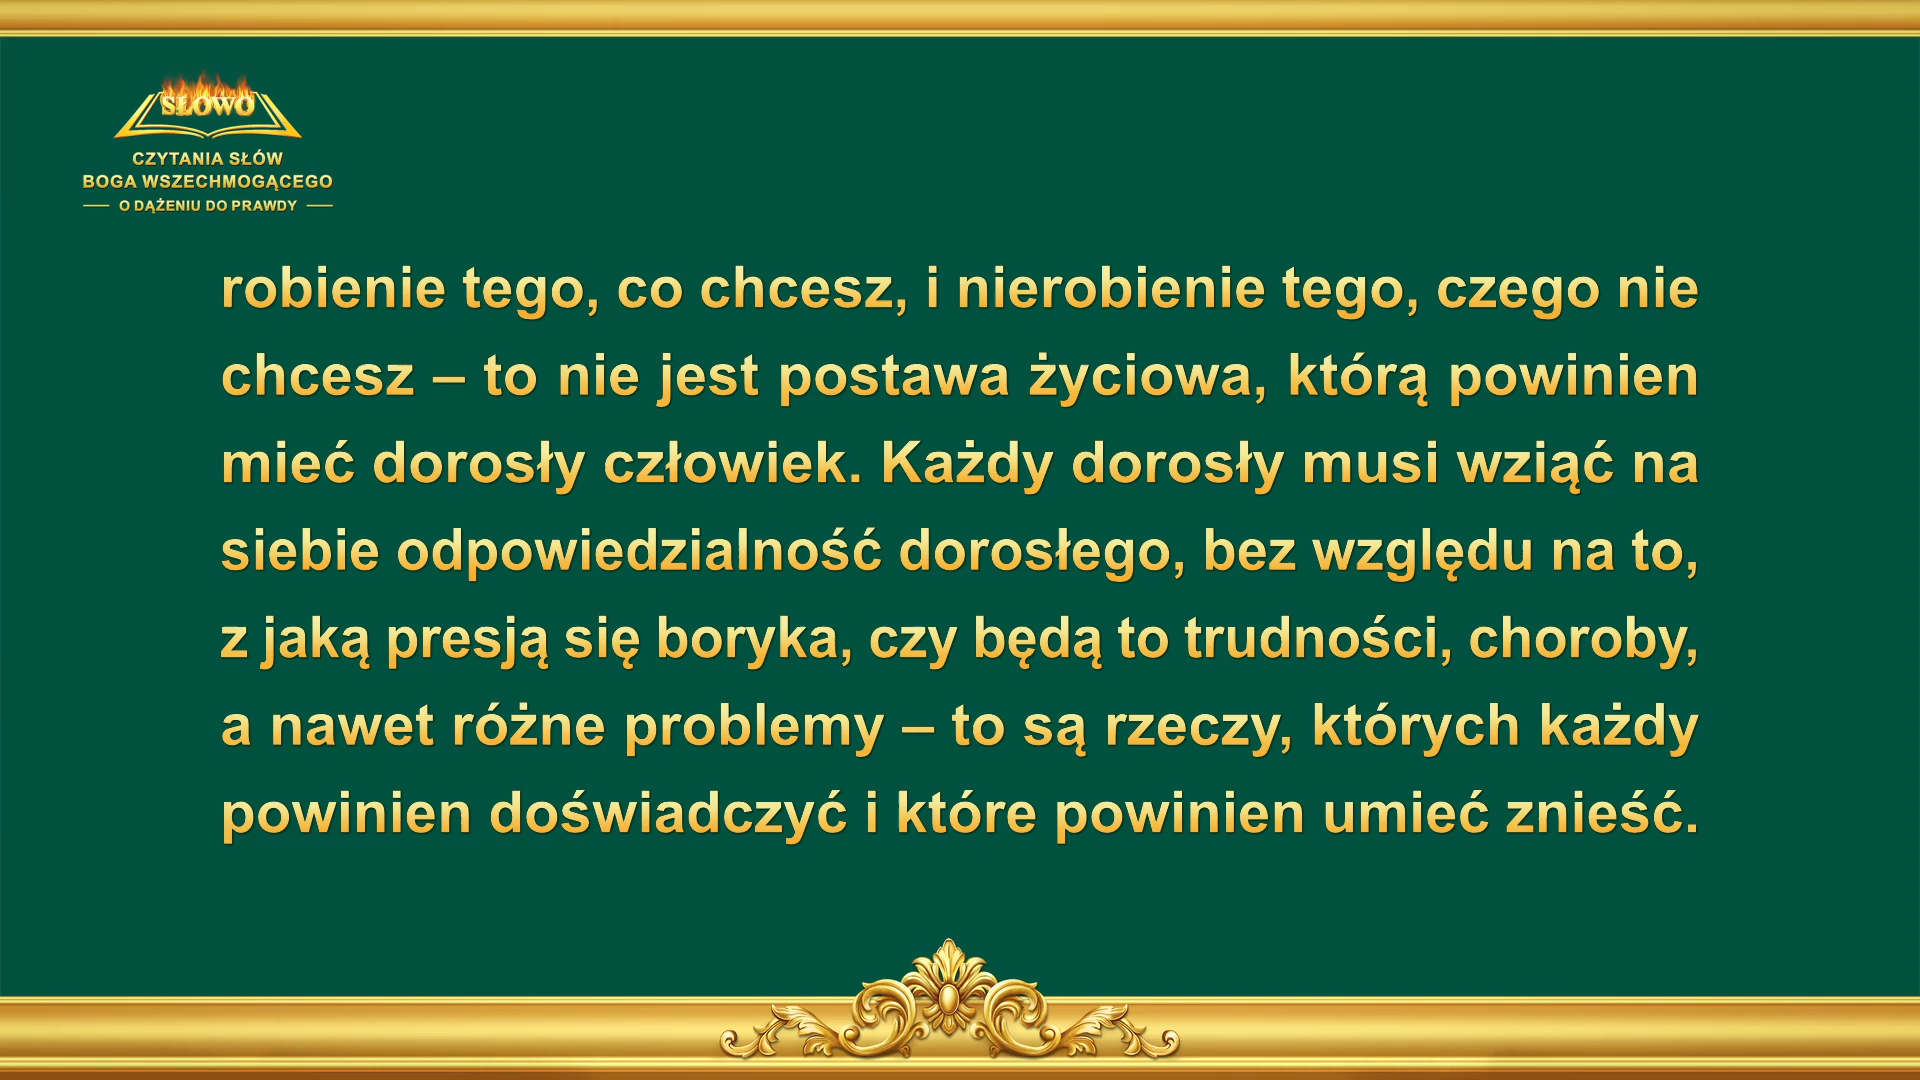 SŁOWO
CZYTANIA SŁÓW
BOGA WSZECHMOGĄCEGO
O DĄŻENIU DO PRAWDY
robienie tego, co chcesz, i nierobienie tego, czego nie
chcesz – to nie jest postawa życiowa, którą powinien
mieć dorosły człowiek. Każdy dorosły musi wziąć na
siebie odpowiedzialność dorosłego, bez względu na to,
z jaką presją się boryka, czy będą to trudności, choroby,
a nawet różne problemy – to są rzeczy, których każdy
powinien doświadczyć i które powinien umieć znieść.